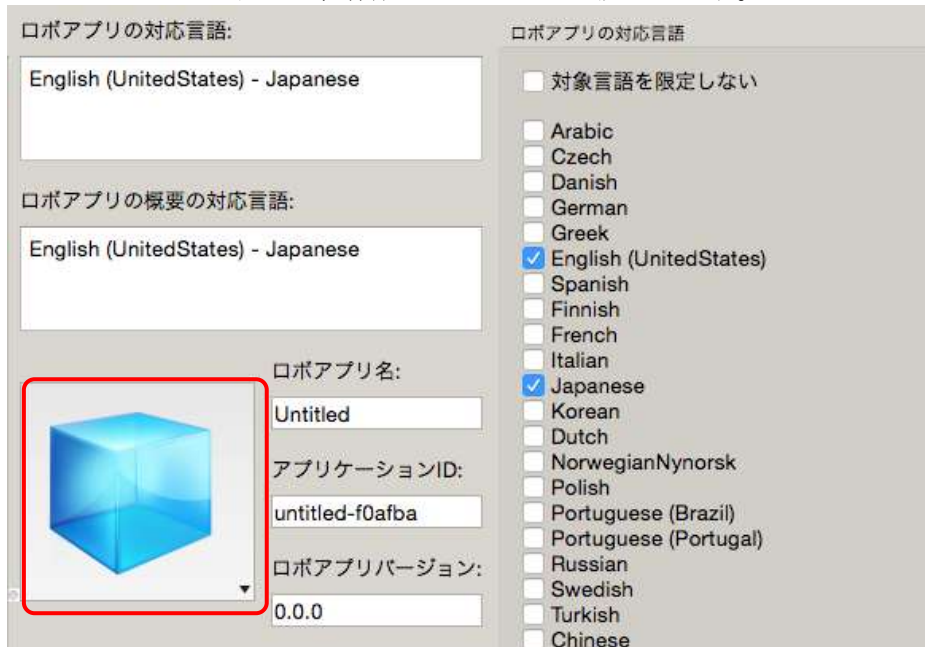 ロボアプリの対応言語:
English (UnitedStates) - Japanese
ロボアプリの概要の対応言語:
English (UnitedStates) - Japanese
ロボアプリ名:
Untitled
アプリケーションID:
untitled-f0afba
ロボアプリバージョン:
0.0.0
ロボアプリの対応言語
対象言語を限定しない
Arabic
Czech
Danish
German
Greek
English (UnitedStates)
Spanish
Finnish
French
Italian
Japanese
Korean
Dutch
NorwegianNynorsk
Polish
Portuguese (Brazil)
Portuguese (Portugal)
Russian
Swedish
Turkish
Chinese